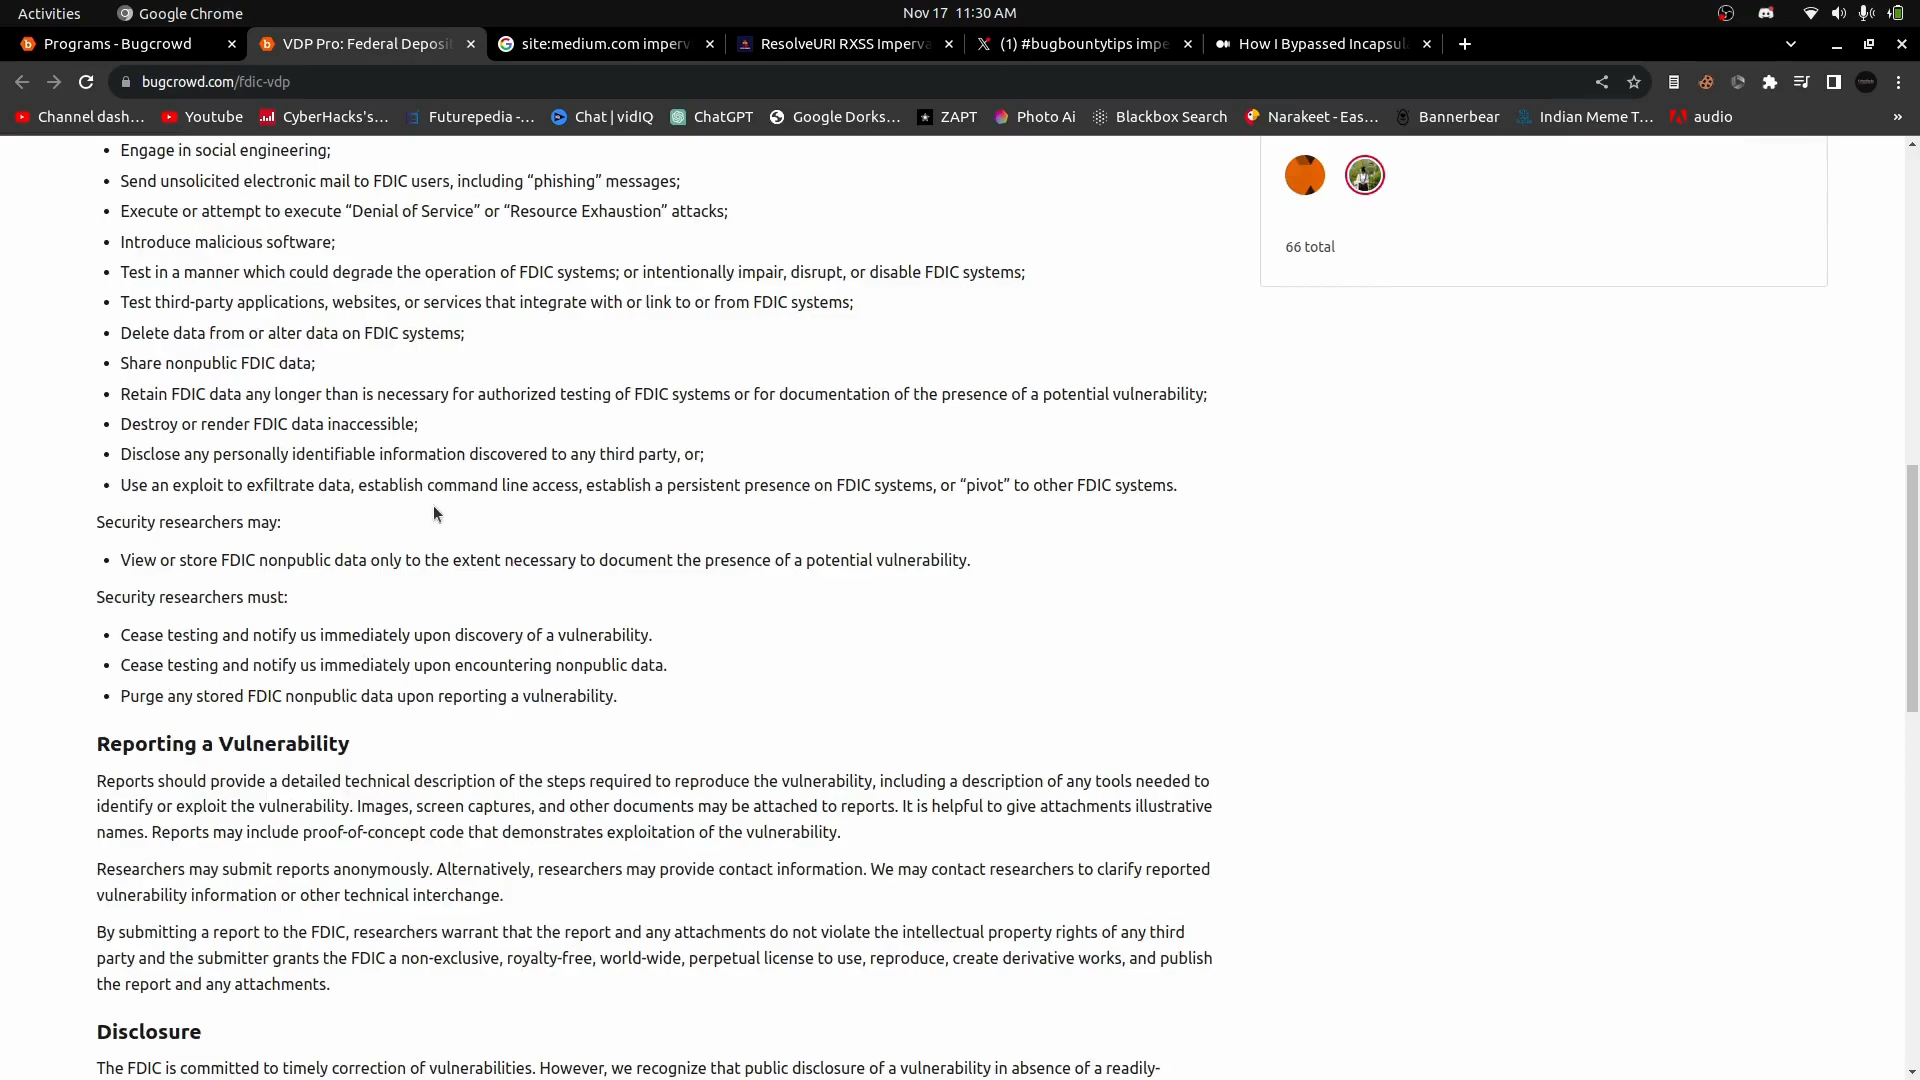 Activities
Google Chrome
Nov 17 11:30 AM
Programs - Bugcrowd
VDP Pro: Federal Deposi
site:medium.com imperv
ResolveURI RXSS Imperva
(1) #bugbountytips impe
How I Bypassed Incapsul
bugcrowd.com/fdic-vdp
Channel dash...
YouTube
CyberHacks's...
Futurepedia -...
Chat | vidIQ
ChatGPT
Google Dorks...
ZAPT
Photo Ai
Blackbox Search
Narakeet - Eas...
Bannerbear
Indian Meme T...
audio
»
• Engage in social engineering;
• Send unsolicited electronic mail to FDIC users, including “phishing” messages;
• Execute or attempt to execute “Denial of Service” or “Resource Exhaustion” attacks;
• Introduce malicious software;
• Test in a manner which could degrade the operation of FDIC systems; or intentionally impair, disrupt, or disable FDIC systems;
• Test third-party applications, websites, or services that integrate with or link to or from FDIC systems;
• Delete data from or alter data on FDIC systems;
• Share nonpublic FDIC data;
• Retain FDIC data any longer than is necessary for authorized testing of FDIC systems or for documentation of the presence of a potential vulnerability;
• Destroy or render FDIC data inaccessible;
• Disclose any personally identifiable information discovered to any third party, or;
• Use an exploit to exfiltrate data, establish command line access, establish a persistent presence on FDIC systems, or “pivot” to other FDIC systems.
Security researchers may:
• View or store FDIC nonpublic data only to the extent necessary to document the presence of a potential vulnerability.
Security researchers must:
• Cease testing and notify us immediately upon discovery of a vulnerability.
• Cease testing and notify us immediately upon encountering nonpublic data.
• Purge any stored FDIC nonpublic data upon reporting a vulnerability.
Reporting a Vulnerability
Reports should provide a detailed technical description of the steps required to reproduce the vulnerability, including a description of any tools needed to
identify or exploit the vulnerability. Images, screen captures, and other documents may be attached to reports. It is helpful to give attachments illustrative
names. Reports may include proof-of-concept code that demonstrates exploitation of the vulnerability.
Researchers may submit reports anonymously. Alternatively, researchers may provide contact information. We may contact researchers to clarify reported
vulnerability information or other technical interchange.
By submitting a report to the FDIC, researchers warrant that the report and any attachments do not violate the intellectual property rights of any third
party and the submitter grants the FDIC a non-exclusive, royalty-free, world-wide, perpetual license to use, reproduce, create derivative works, and publish
the report and any attachments.
Disclosure
The FDIC is committed to timely correction of vulnerabilities. However, we recognize that public disclosure of a vulnerability in absence of a readily-
66 total